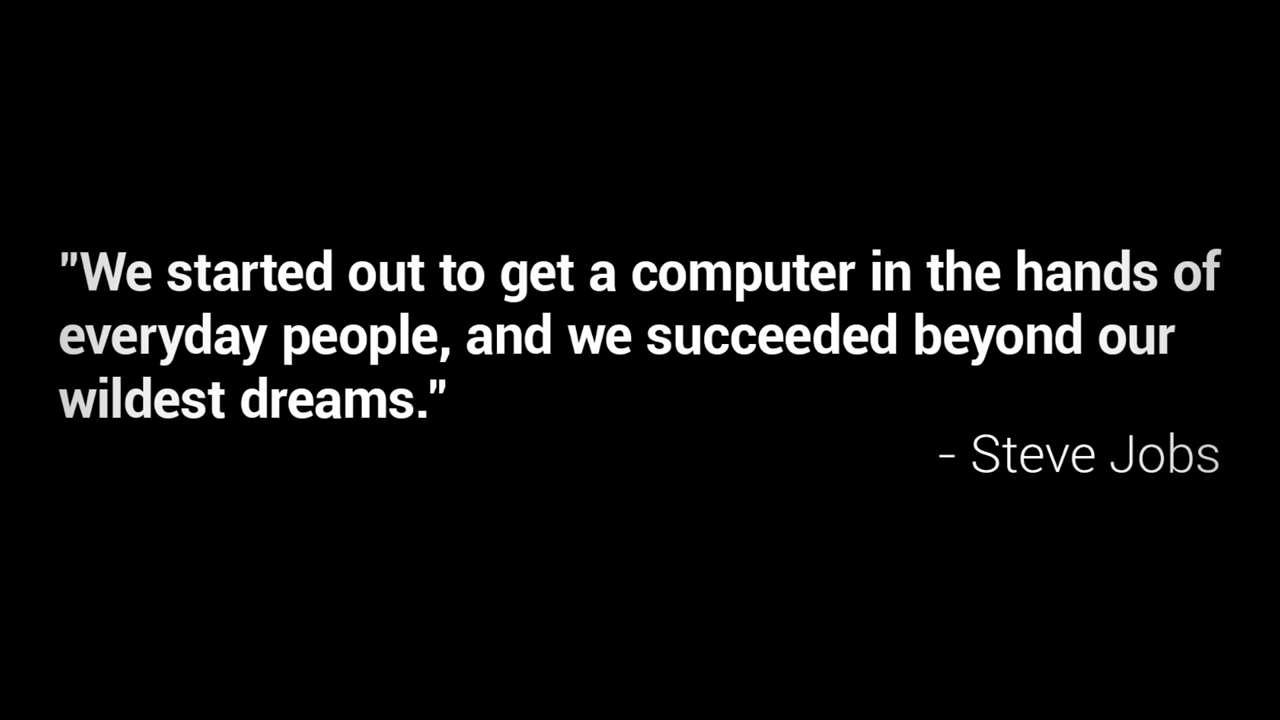 "We started out to get a computer in the hands of
everyday people, and we succeeded beyond our
wildest dreams."
- Steve Jobs